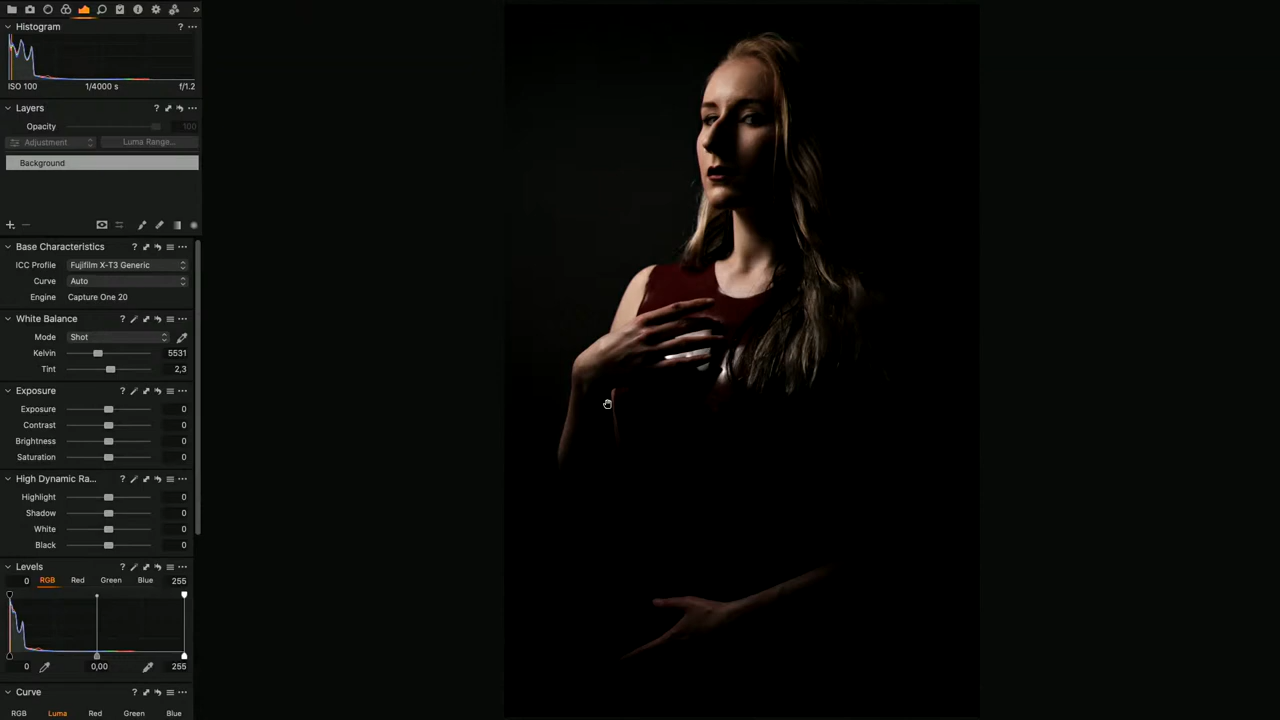 Histogram
ISO 100 1/4000 s f/1.2
Layers
Opacity 100
Adjustment Luma Range...
Background
Base Characteristics
ICC Profile Fujifilm X-T3 Generic
Curve Auto
Engine Capture One 20
White Balance
Mode Shot
Kelvin 5531
Tint 2,3
Exposure
Exposure 0
Contrast 0
Brightness 0
Saturation 0
High Dynamic Ra...
Highlight 0
Shadow 0
White 0
Black 0
Levels
0 RGB Red Green Blue 255
0 0,00 255
Curve
RGB Luma Red Green Blue